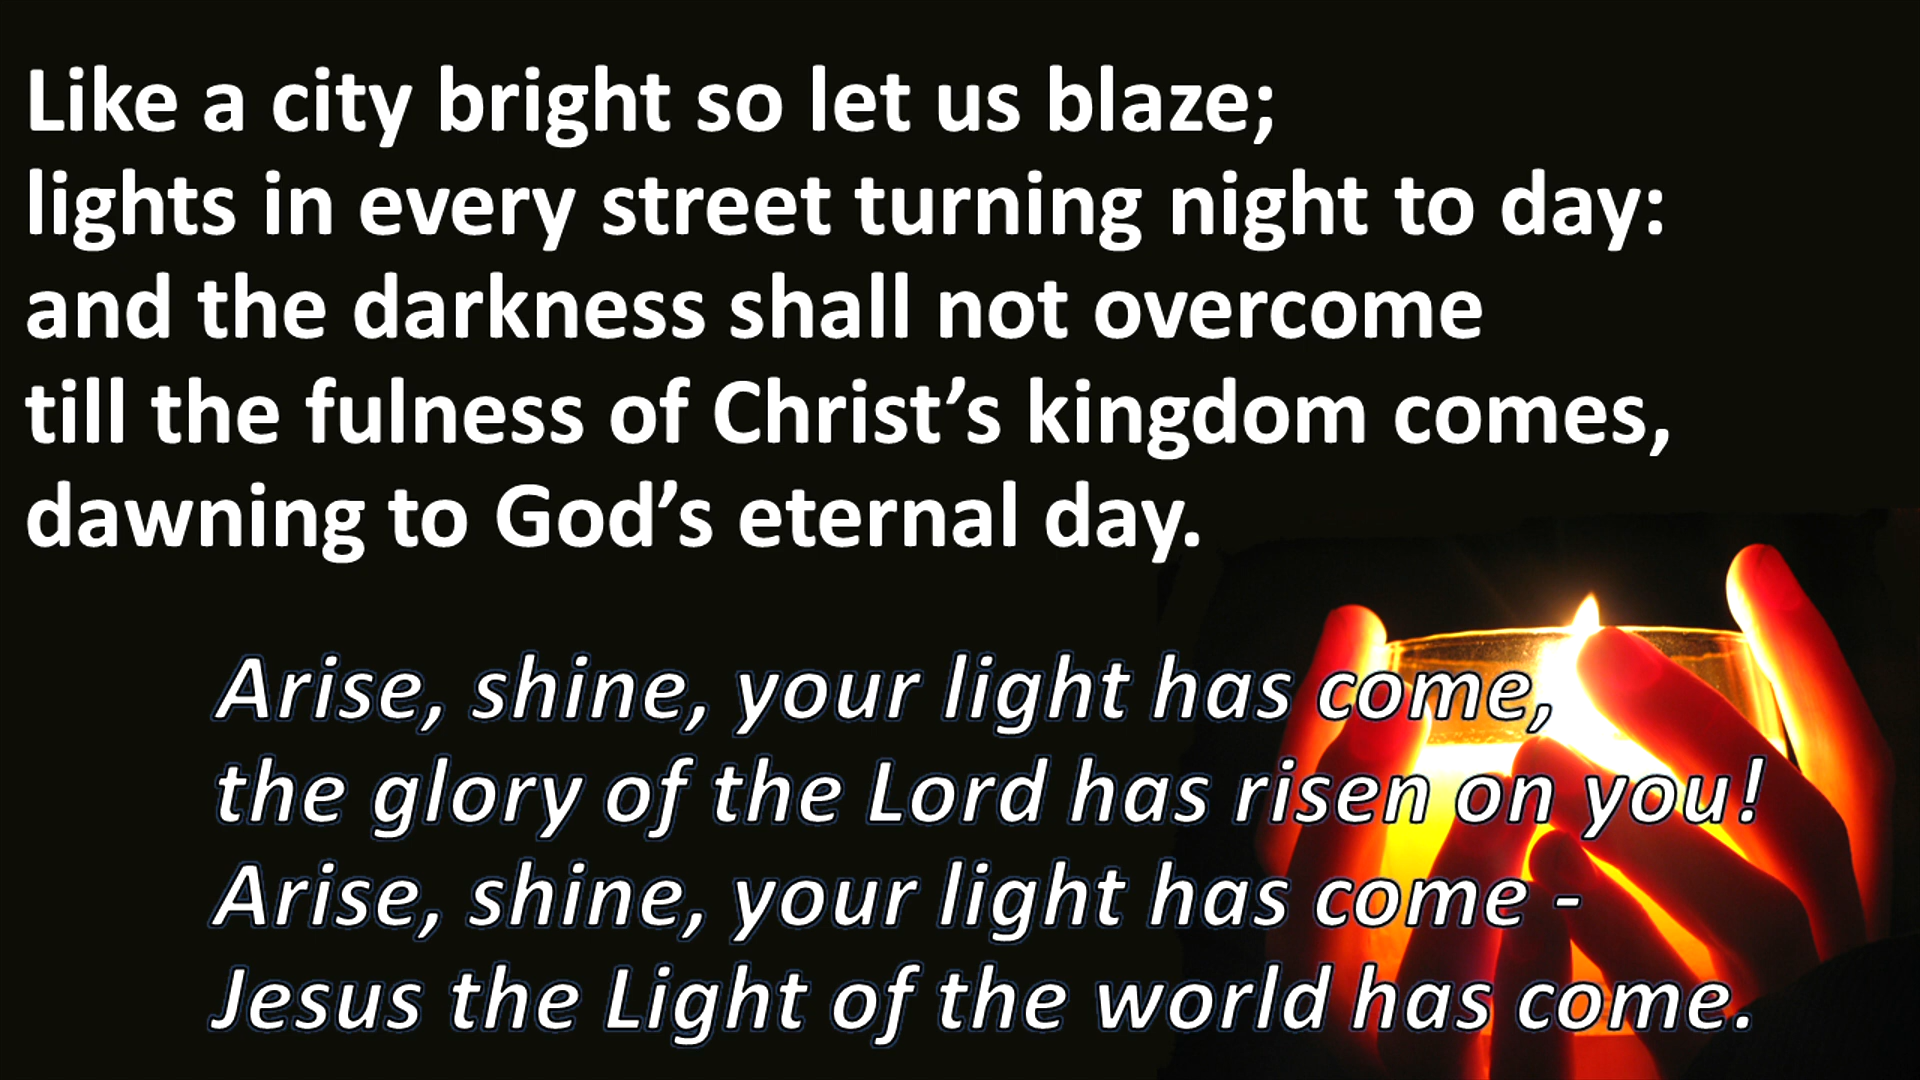 Like a city bright so let us blaze;
lights in every street turning night to day:
and the darkness shall not overcome
till the fulness of Christ’s kingdom comes,
dawning to God’s eternal day.
Arise, shine, your light has come,
the glory of the Lord has risen on you!
Arise, shine, your light has come -
Jesus the Light of the world has come.